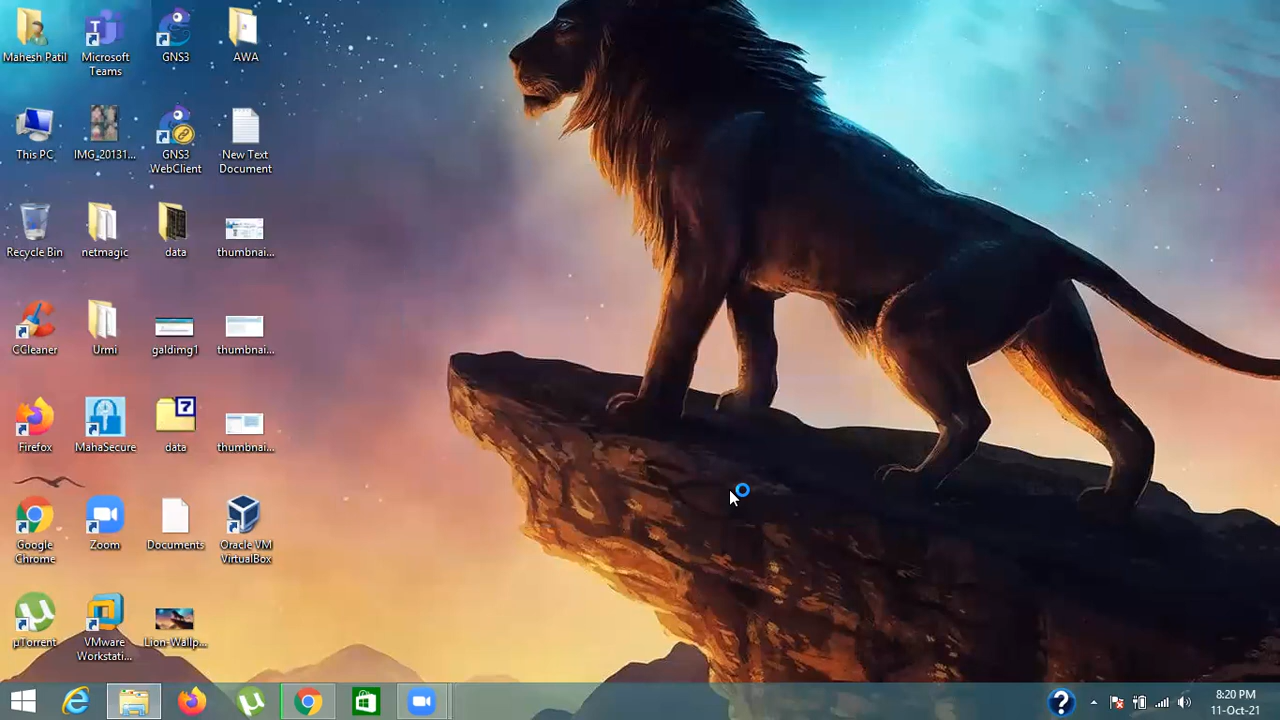 Mahesh Patil
Microsoft
Teams
GNS3
AWA
This PC
IMG_20131...
GNS3
WebClient
New Text
Document
Recycle Bin
netmagic
data
thumbnai...
CCleaner
Urmi
galdimg1
thumbnai...
Firefox
MahaSecure
data
thumbnai...
Google
Chrome
Zoom
Documents
Oracle VM
VirtualBox
µTorrent
VMware
Workstati...
Lion-Wallp...
8:20 PM
11-Oct-21